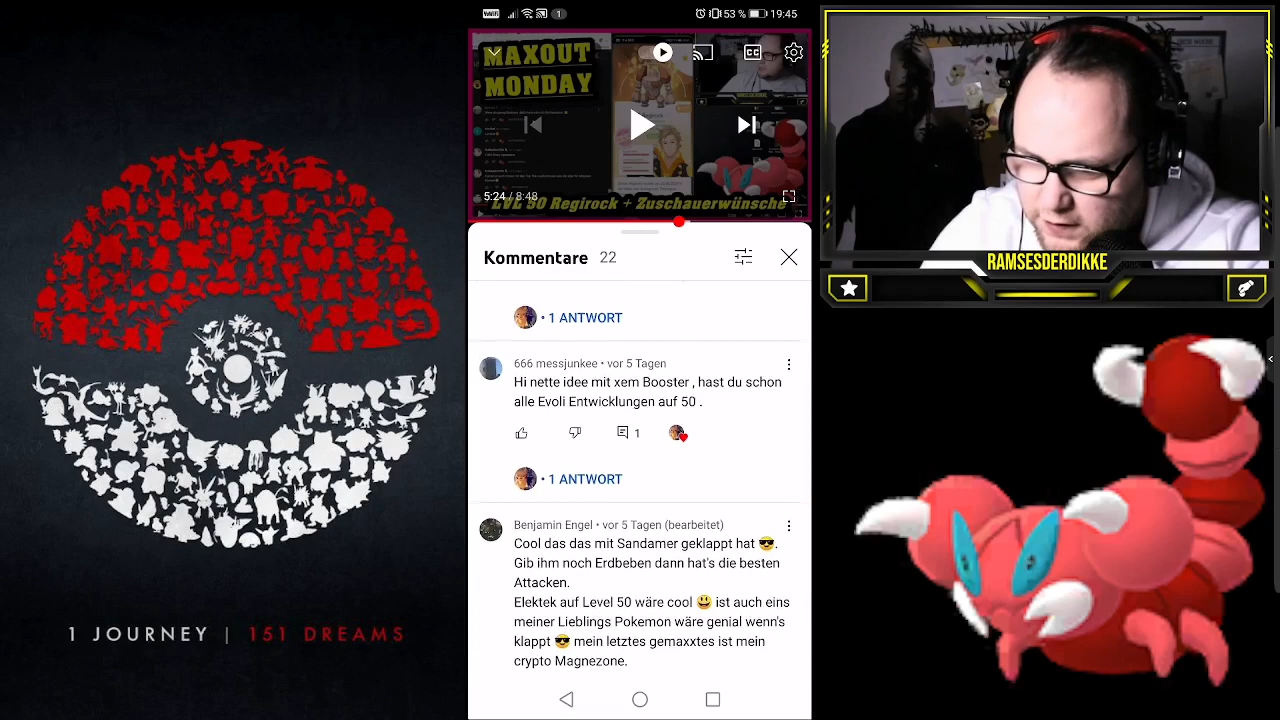 1 JOURNEY | 151 DREAMS
VoWiFi
1
53 %
19:45
MAXOUT
MONDAY
CC
5:24 / 8:48
LVL 50 Regirock + Zuschauerwünsche
Kommentare 22
• 1 ANTWORT
666 messjunkee • vor 5 Tagen
Hi nette idee mit xem Booster , hast du schon
alle Evoli Entwicklungen auf 50 .
1
• 1 ANTWORT
Benjamin Engel • vor 5 Tagen (bearbeitet)
Cool das das mit Sandamer geklappt hat 😎.
Gib ihm noch Erdbeben dann hat's die besten
Attacken.
Elektek auf Level 50 wäre cool 😃 ist auch eins
meiner Lieblings Pokemon wäre genial wenn's
klappt 😎 mein letztes gemaxxtes ist mein
crypto Magnezone.
RAMSESDERDIKKE